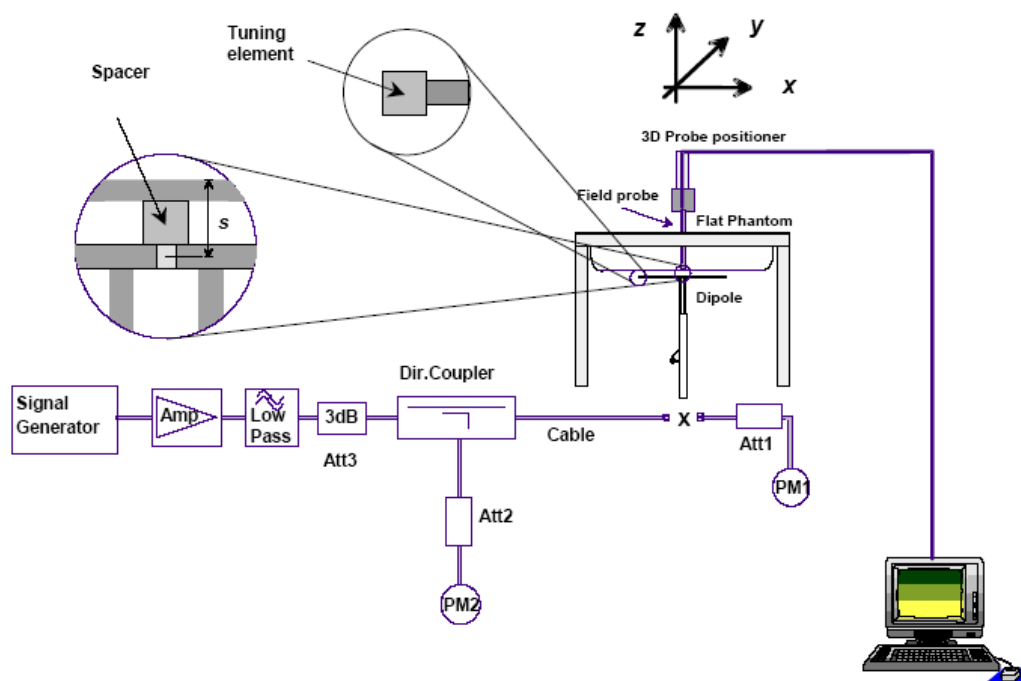 Tuning
element
Spacer
s
z
y
x
3D Probe positioner
Field probe
Flat Phantom
Dipole
Signal
Generator
Amp
Low
Pass
3dB
Att3
Dir.Coupler
Cable
X
Att1
PM1
Att2
PM2